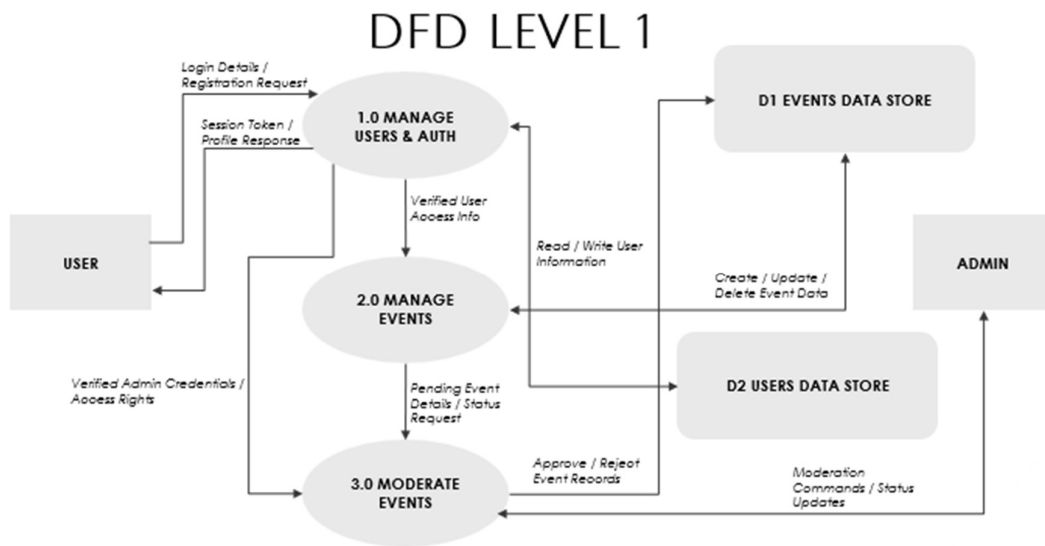 DFD LEVEL 1
Login Details /
Registration Request
Session Token /
Profile Response
1.0 MANAGE
USERS & AUTH
D1 EVENTS DATA STORE
Verified User
Access Info
USER
Read / Write User
Information
ADMIN
2.0 MANAGE
EVENTS
Create / Update /
Delete Event Data
Verified Admin Credentials /
Access Rights
Pending Event
Details / Status
Request
D2 USERS DATA STORE
3.0 MODERATE
EVENTS
Approve / Reject
Event Records
Moderation
Commands / Status
Updates